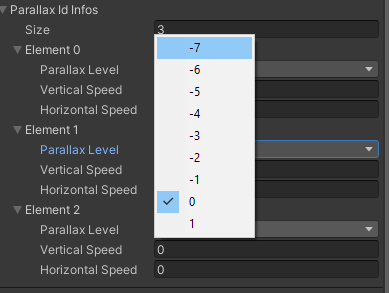 Parallax Id Infos
Size 3
Element 0
Parallax Level
Vertical Speed
Horizontal Speed
Element 1
Parallax Level
Vertical Speed
Horizontal Speed
Element 2
Parallax Level
Vertical Speed 0
Horizontal Speed 0
-7
-6
-5
-4
-3
-2
-1
0
1